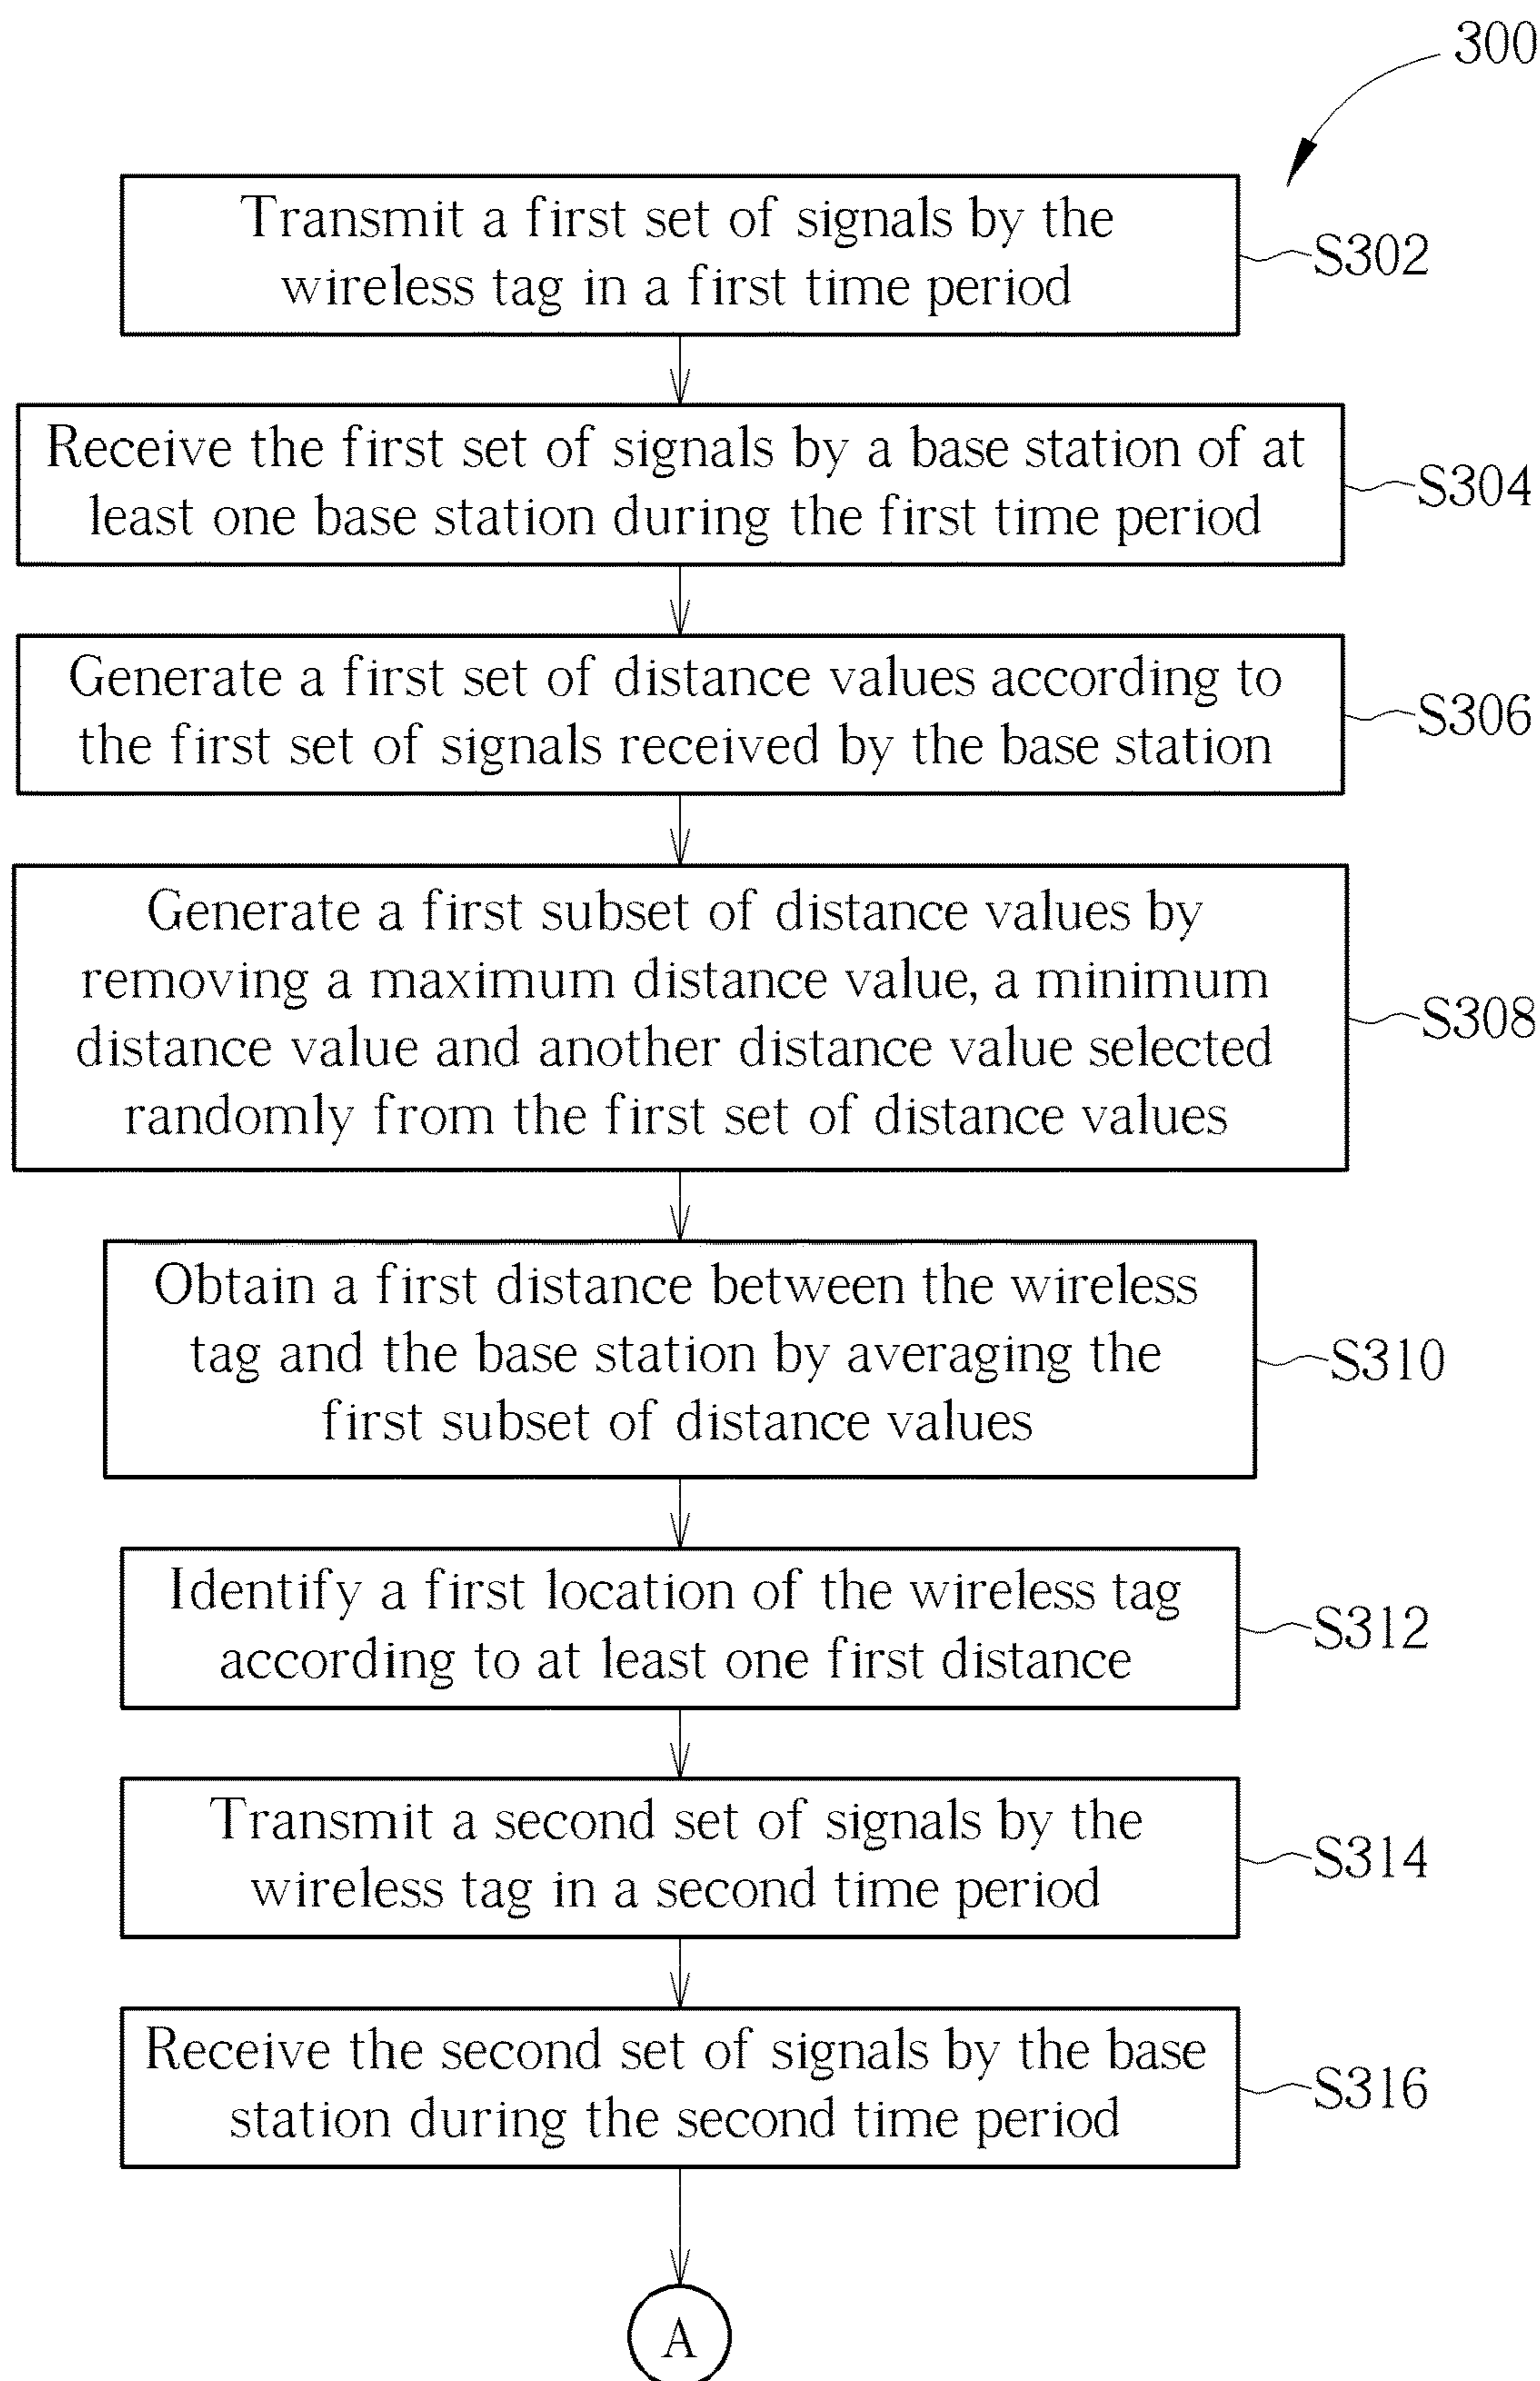 300
Transmit a first set of signals by the
wireless tag in a first time period
S302
Receive the first set of signals by a base station of at
least one base station during the first time period
S304
Generate a first set of distance values according to
the first set of signals received by the base station
S306
Generate a first subset of distance values by
removing a maximum distance value, a minimum
distance value and another distance value selected
randomly from the first set of distance values
S308
Obtain a first distance between the wireless
tag and the base station by averaging the
first subset of distance values
S310
Identify a first location of the wireless tag
according to at least one first distance
S312
Transmit a second set of signals by the
wireless tag in a second time period
S314
Receive the second set of signals by the base
station during the second time period
S316
A